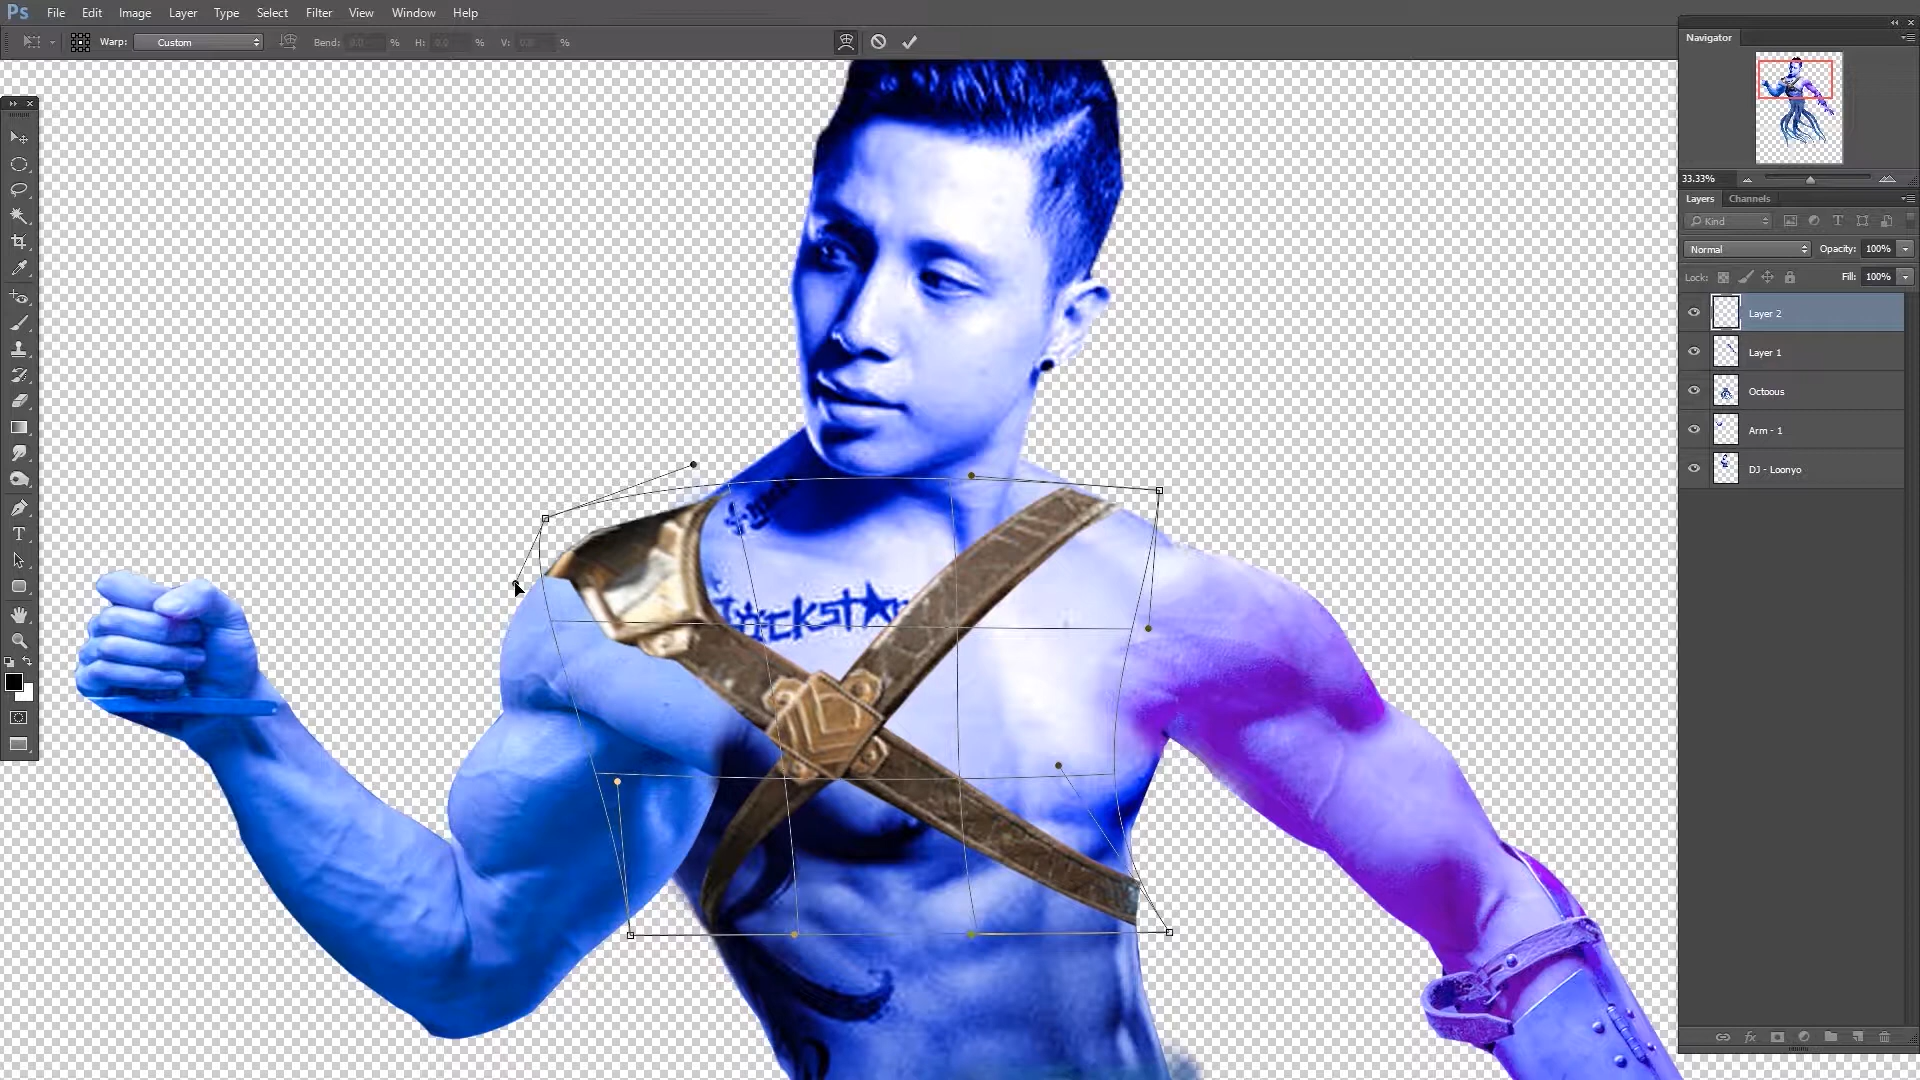 Ps File Edit Image Layer Type Select Filter View Window Help
Warp: Custom Bend: 0.0 % H: 0.0 % V: 0.0 %
Navigator
33.33%
Layers Channels
Kind
Normal Opacity: 100%
Lock: Fill: 100%
Layer 2
Layer 1
Octoous
Arm - 1
DJ - Loonyo
T